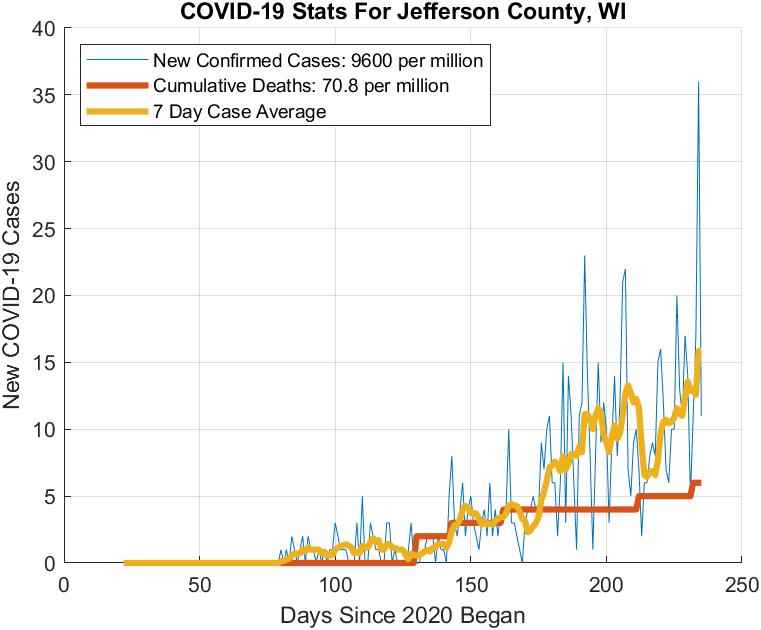 COVID-19 Stats For Jefferson County, WI
New Confirmed Cases: 9600 per million
Cumulative Deaths: 70.8 per million
7 Day Case Average
New COVID-19 Cases
40
35
30
25
20
15
10
5
0
0 50 100 150 200 250
Days Since 2020 Began